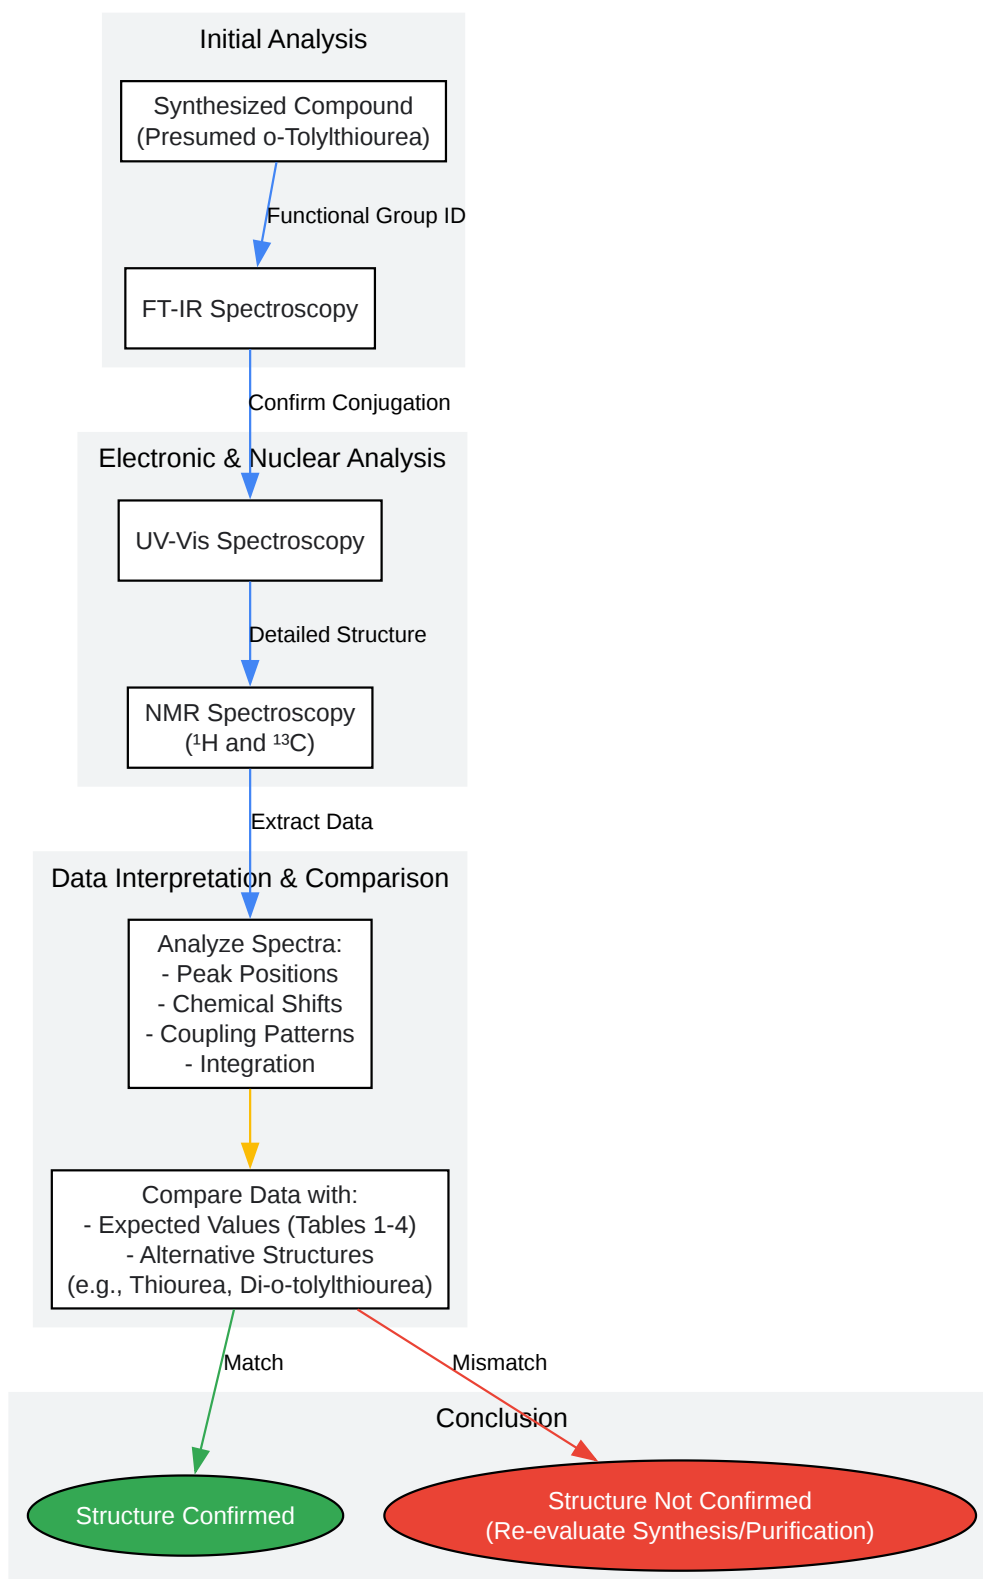 Initial Analysis
Synthesized Compound
(Presumed o-Tolylthiourea)
Functional Group ID
FT-IR Spectroscopy
Confirm Conjugation
Electronic & Nuclear Analysis
UV-Vis Spectroscopy
Detailed Structure
NMR Spectroscopy
(¹H and ¹³C)
Extract Data
Data Interpretation & Comparison
Analyze Spectra:
- Peak Positions
- Chemical Shifts
- Coupling Patterns
- Integration
Compare Data with:
- Expected Values (Tables 1-4)
- Alternative Structures
(e.g., Thiourea, Di-o-tolylthiourea)
Match
Mismatch
Conclusion
Structure Confirmed
Structure Not Confirmed
(Re-evaluate Synthesis/Purification)